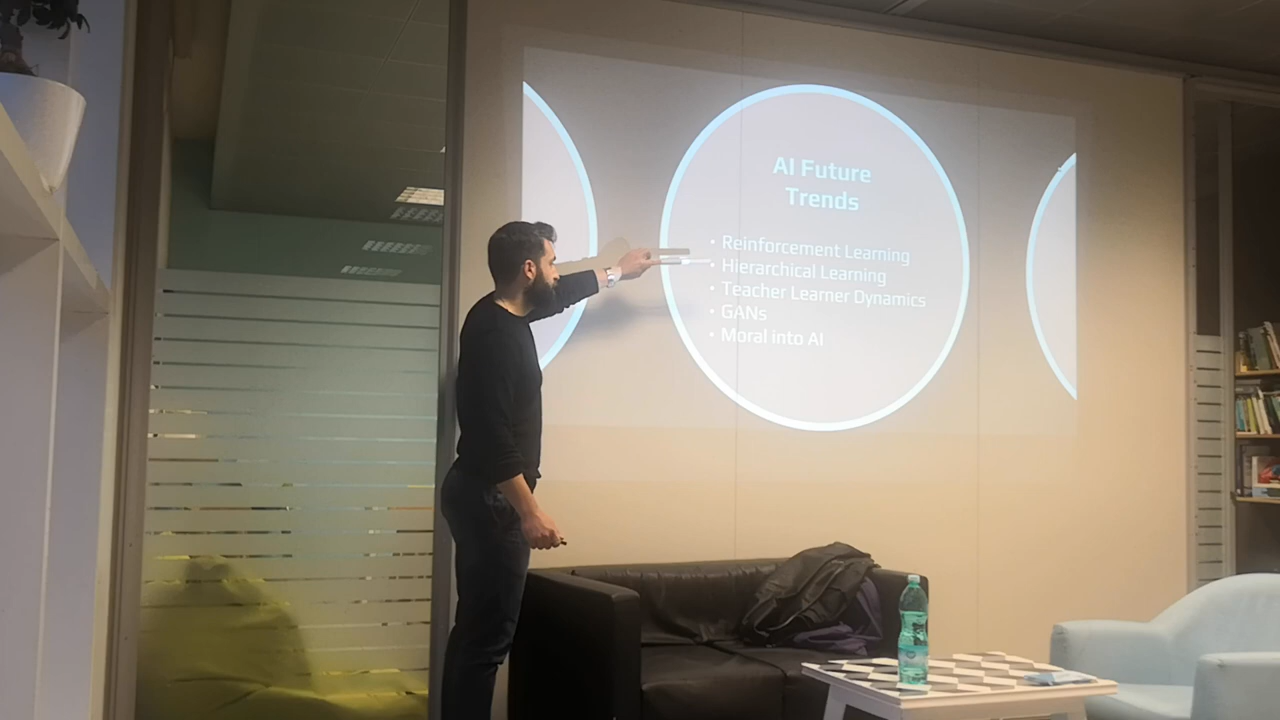 AI Future
Trends
• Reinforcement Learning
• Hierarchical Learning
• Teacher Learner Dynamics
• GANs
• Moral into AI